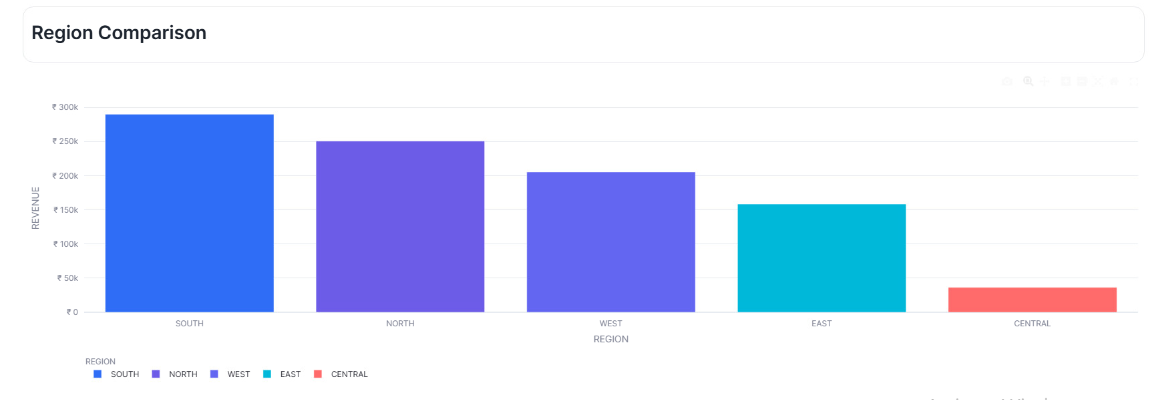 Region Comparison
₹ 300k
₹ 250k
₹ 200k
₹ 150k
₹ 100k
₹ 50k
₹ 0
REVENUE
SOUTH NORTH WEST EAST CENTRAL
REGION
REGION
SOUTH NORTH WEST EAST CENTRAL